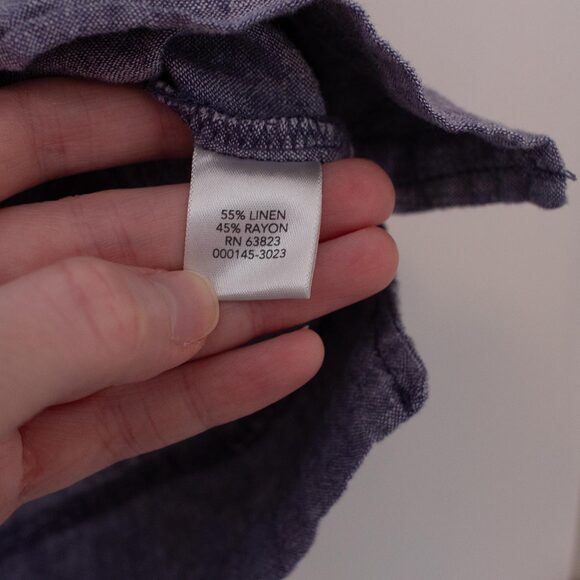 55% LINEN
45% RAYON
RN 63823
000145-3023